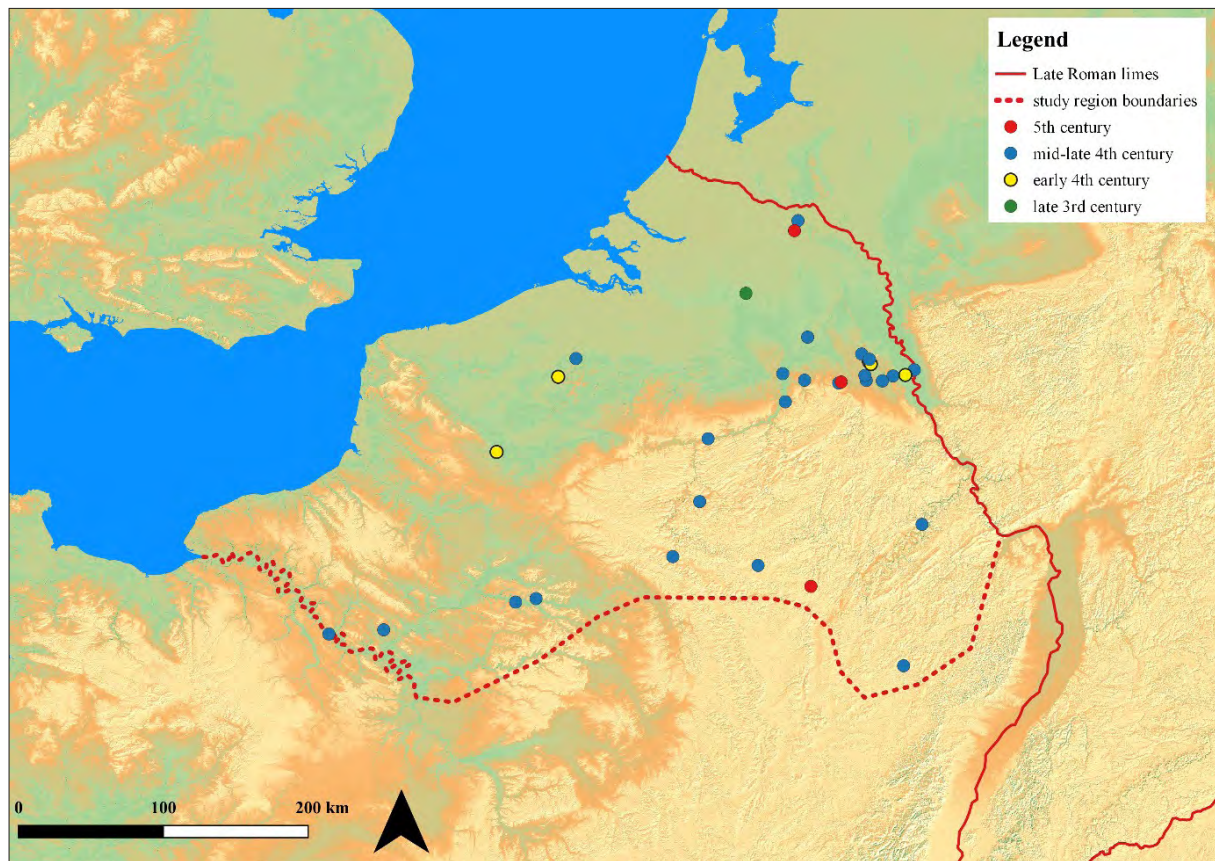 Legend
Late Roman limes
study region boundaries
5th century
mid-late 4th century
early 4th century
late 3rd century
0 100 200 km